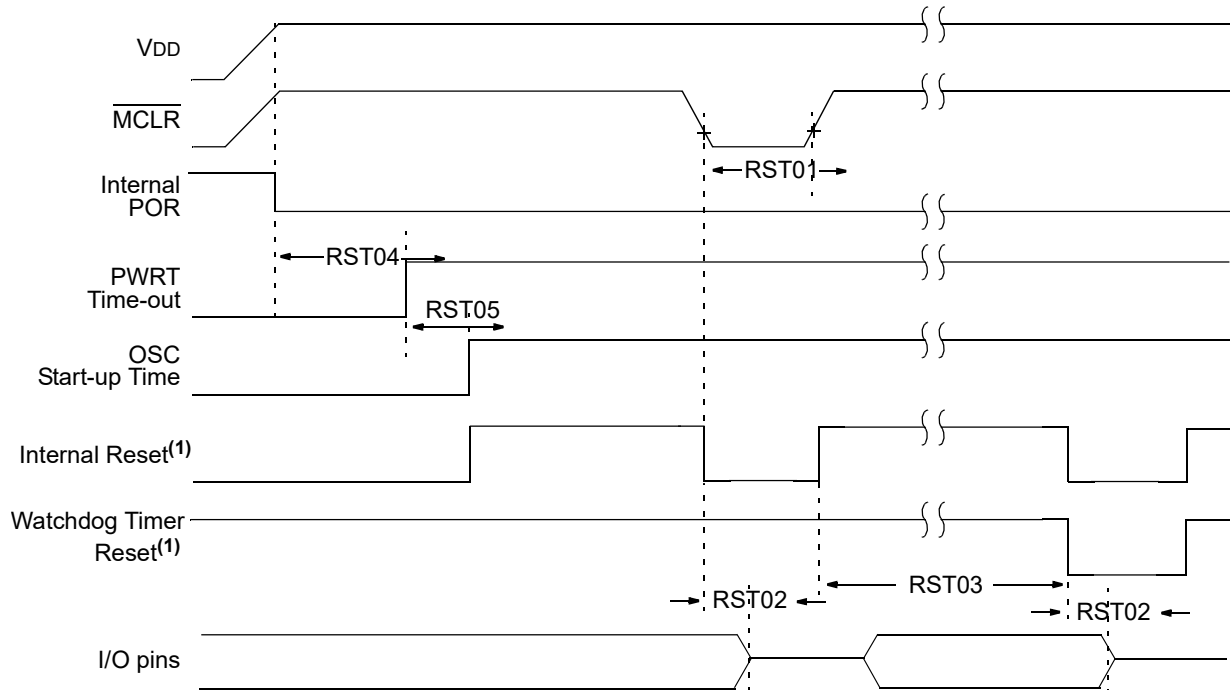 VDD
MCLR
RST01
Internal
POR
RST04
PWRT
Time-out
RST05
OSC
Start-up Time
Internal Reset(1)
Watchdog Timer
Reset(1)
RST03
RST02
RST02
I/O pins